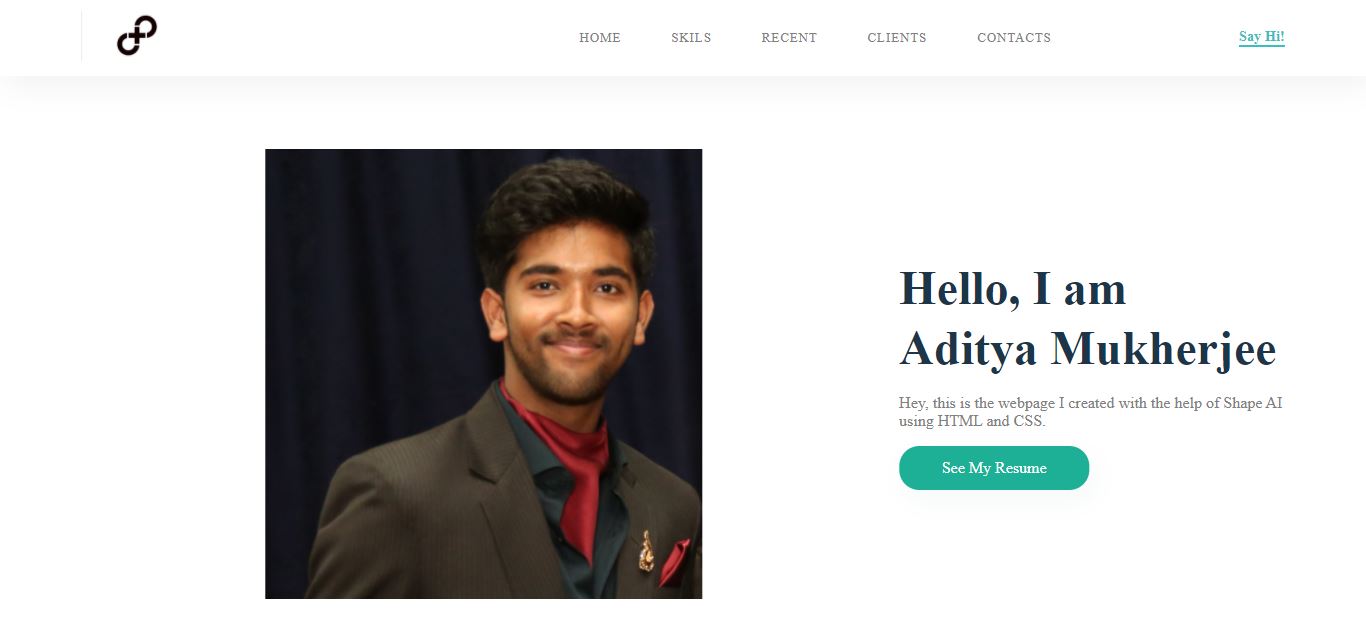 HOME SKILS RECENT CLIENTS CONTACTS Say Hi!
Hello, I am
Aditya Mukherjee
Hey, this is the webpage I created with the help of Shape AI
using HTML and CSS.
See My Resume